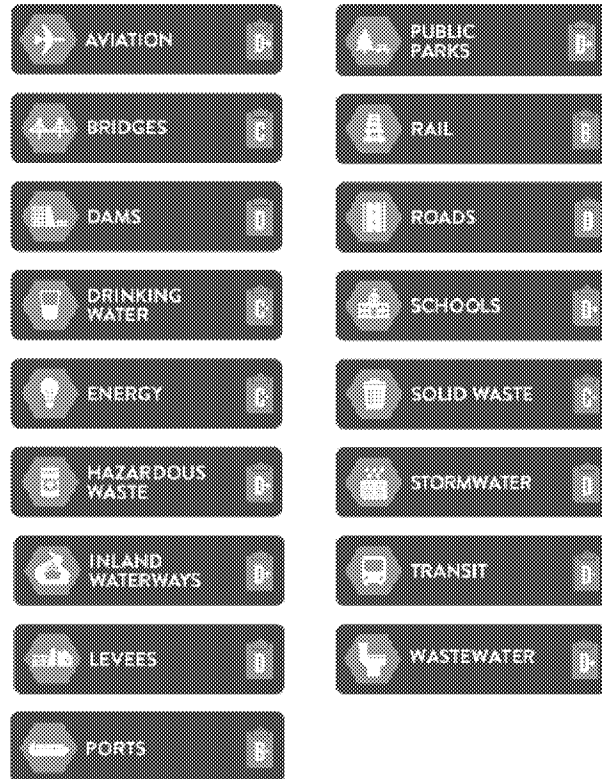 AVIATION D+
BRIDGES C
DAMS D
DRINKING
WATER
ENERGY
HAZARDOUS
WASTE D+
INLAND
WATERWAYS D+
LEVEES D
PORTS
PUBLIC
PARKS D+
RAIL B
ROADS D
SCHOOLS D+
SOLID WASTE
STORMWATER D
TRANSIT
WASTEWATER D+